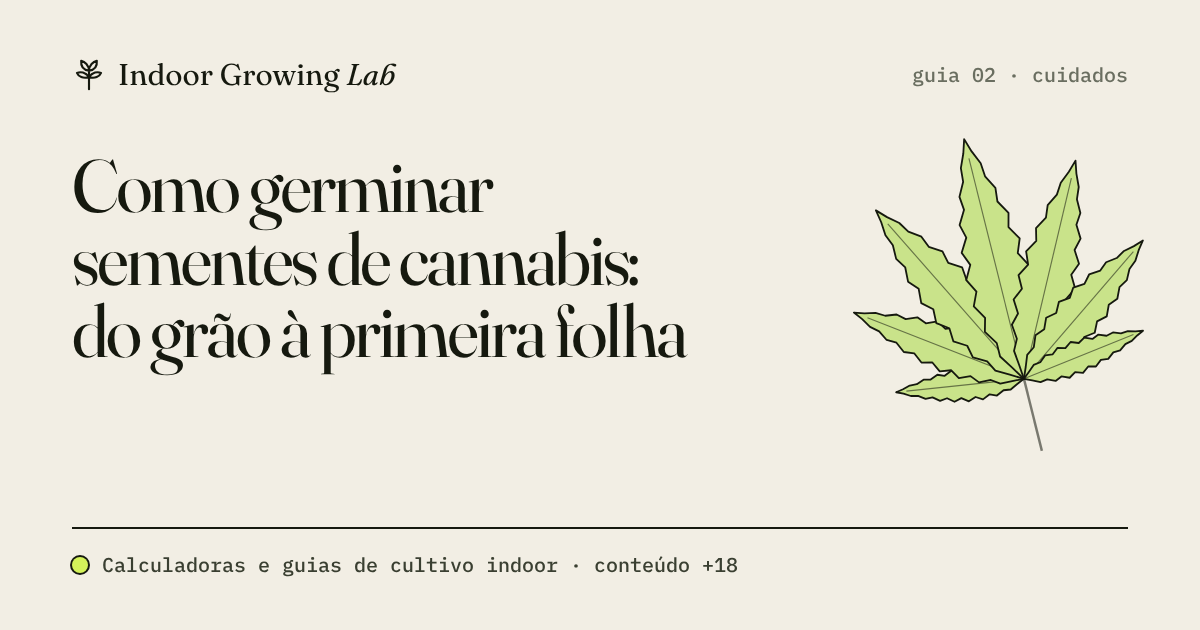 Indoor Growing Lab
guia 02 · cuidados
Como germinar
sementes de cannabis:
do grão à primeira folha
Calculadoras e guias de cultivo indoor · conteúdo +18